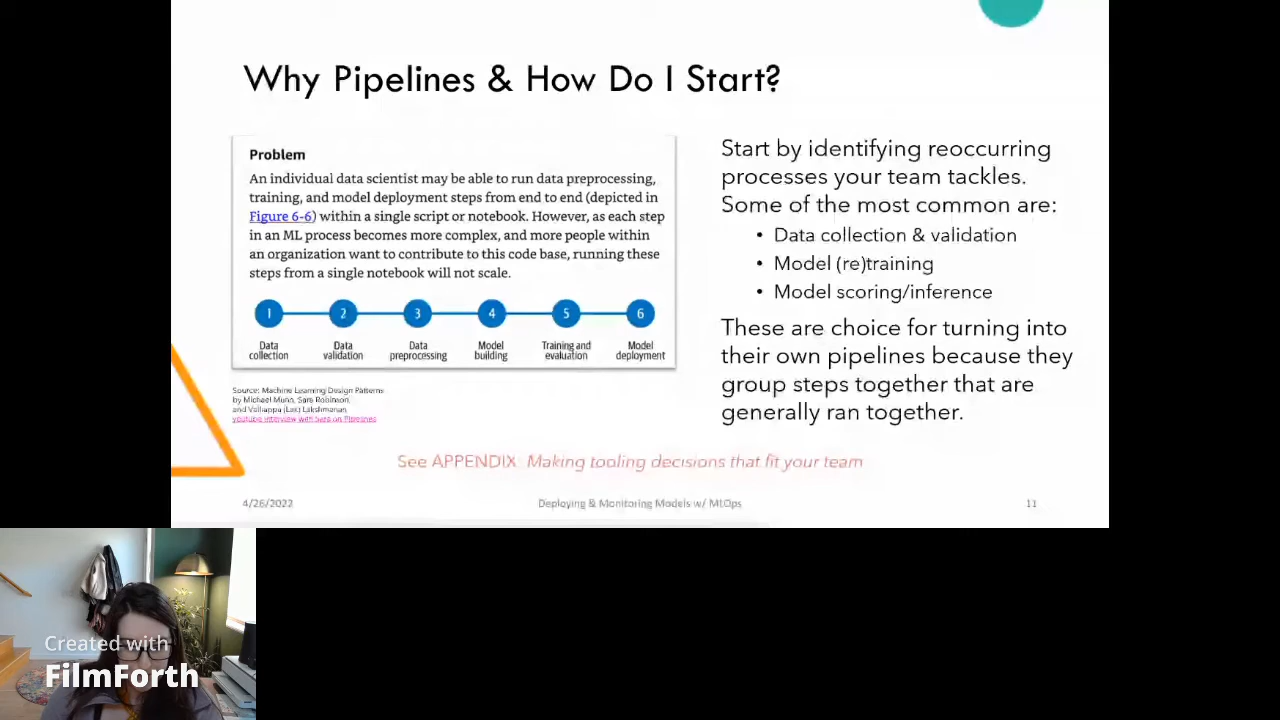 Why Pipelines & How Do I Start?
Problem
An individual data scientist may be able to run data preprocessing,
training, and model deployment steps from end to end (depicted in
Figure 6-6) within a single script or notebook. However, as each step
in an ML process becomes more complex, and more people within
an organization want to contribute to this code base, running these
steps from a single notebook will not scale.
1 2 3 4 5 6
Data collection
Data validation
Data preprocessing
Model building
Training and evaluation
Model deployment
Source: Machine Learning Design Patterns
by Michael Munn, Sara Robinson,
and Valliappa (Lak) Lakshmanan
youtube interview with Sara on Pipelines
Start by identifying reoccurring
processes your team tackles.
Some of the most common are:
• Data collection & validation
• Model (re)training
• Model scoring/inference
These are choice for turning into
their own pipelines because they
group steps together that are
generally ran together.
See APPENDIX: Making tooling decisions that fit your team
4/26/2022
Deploying & Monitoring Models w/ MLOps
11
Created with
FilmForth